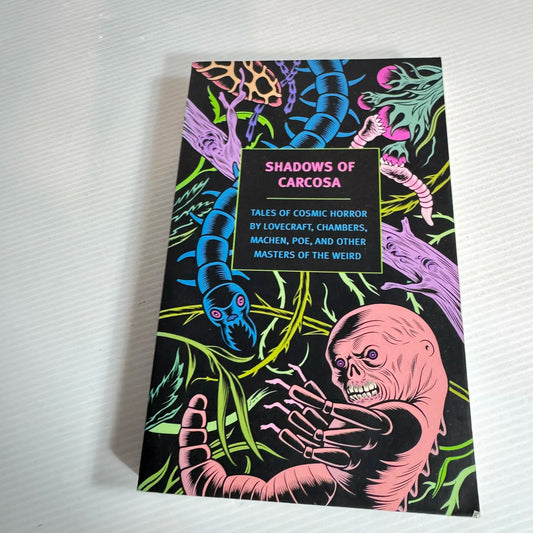 SHADOWS OF
CARCOSA
TALES OF COSMIC HORROR
BY LOVECRAFT, CHAMBERS,
MACHEN, POE, AND OTHER
MASTERS OF THE WEIRD